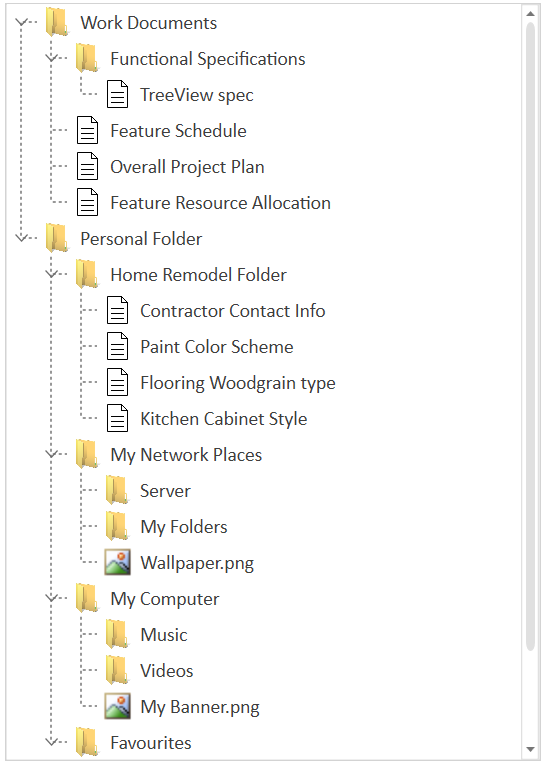 Work Documents
Functional Specifications
TreeView spec
Feature Schedule
Overall Project Plan
Feature Resource Allocation
Personal Folder
Home Remodel Folder
Contractor Contact Info
Paint Color Scheme
Flooring Woodgrain type
Kitchen Cabinet Style
My Network Places
Server
My Folders
Wallpaper.png
My Computer
Music
Videos
My Banner.png
Favourites